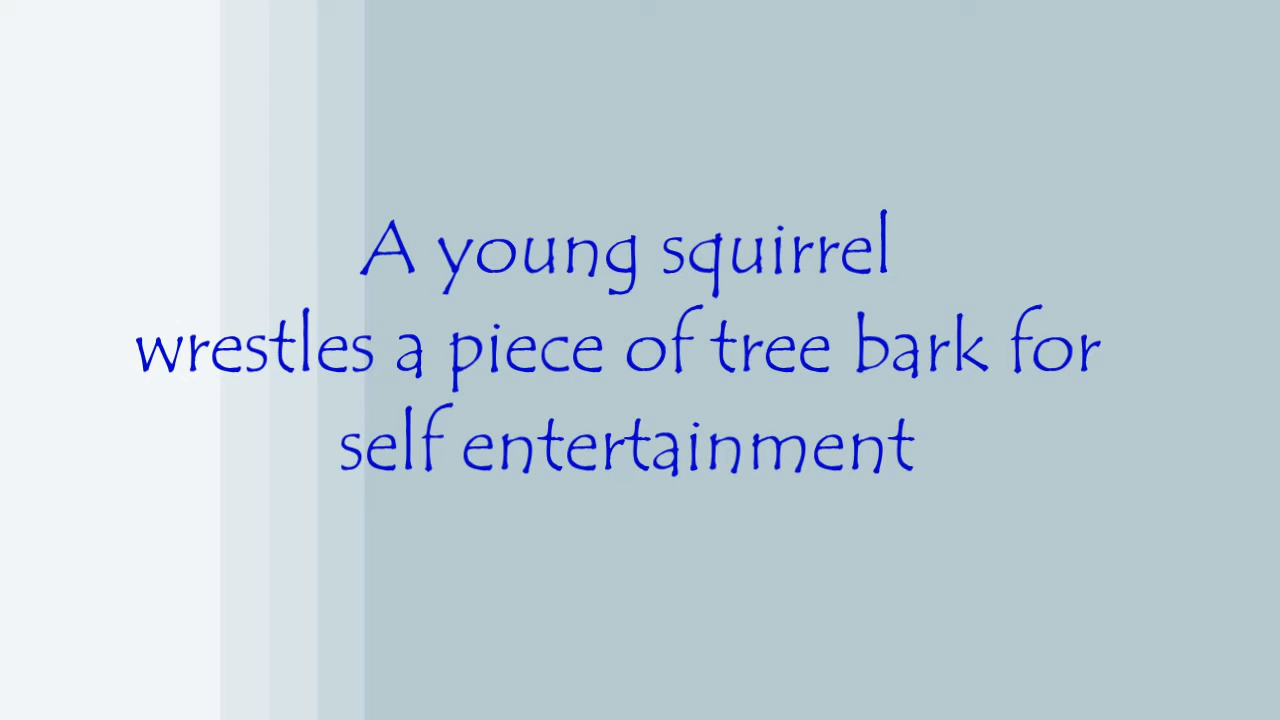 A young squirrel
wrestles a piece of tree bark for
self entertainment